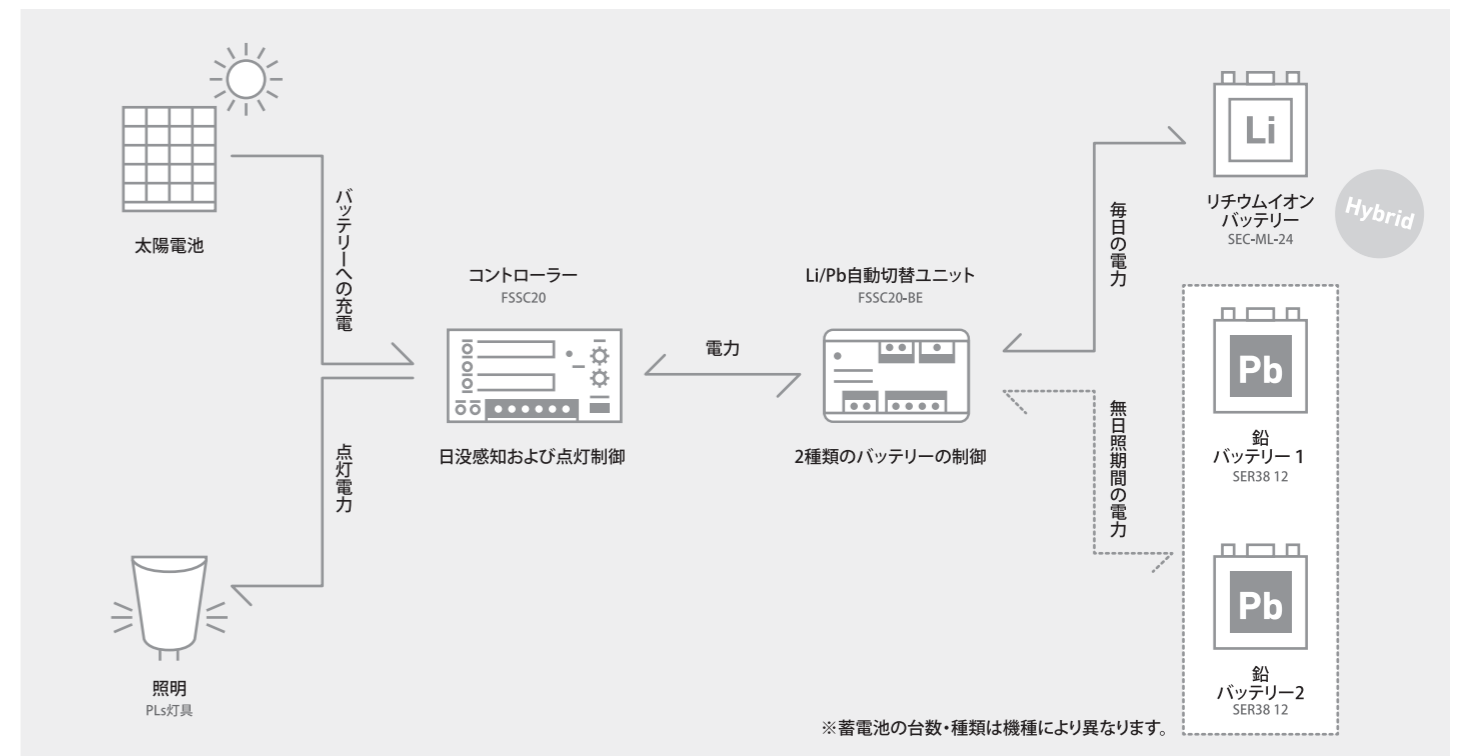 太陽電池
バッテリーへの充電
コントローラー
FSSC20
日没感知および点灯制御
点灯電力
照明
PLs灯具
電力
Li/Pb自動切替ユニット
FSSC20-BE
2種類のバッテリーの制御
毎日の電力
無日照期間の電力
Li
リチウムイオン
バッテリー
SEC-ML-24
Hybrid
Pb
鉛
バッテリー 1
SER38 12
Pb
鉛
バッテリー2
SER38 12
※蓄電池の台数・種類は機種により異なります。